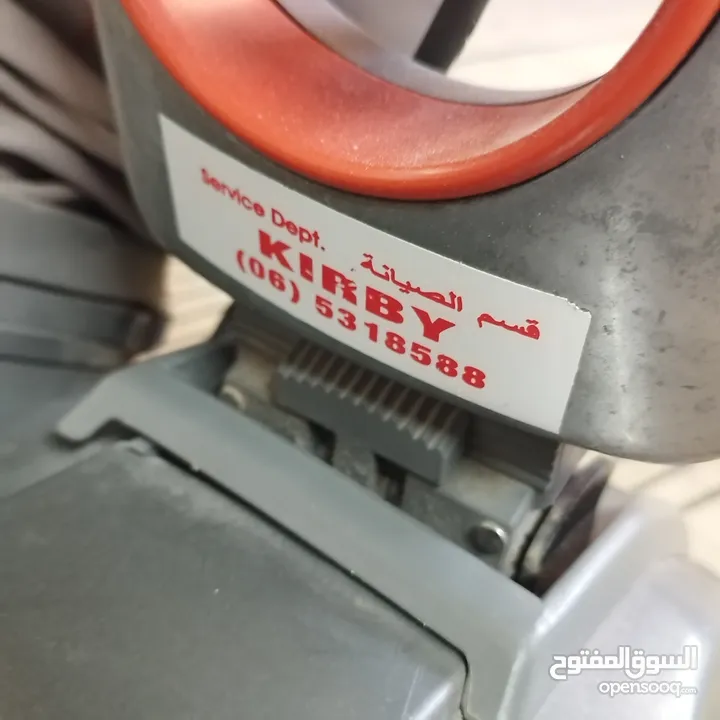 Service Dept. قسم الصيانة
KIRBY
(06) 5318588
السوق المفتوح
opensooq.com